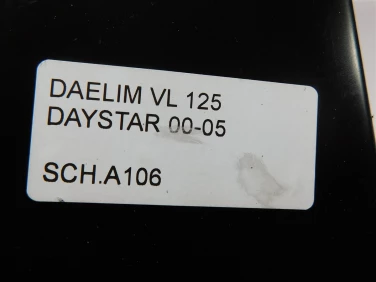 DAELIM VL 125
DAYSTAR 00-05
SCH.A106